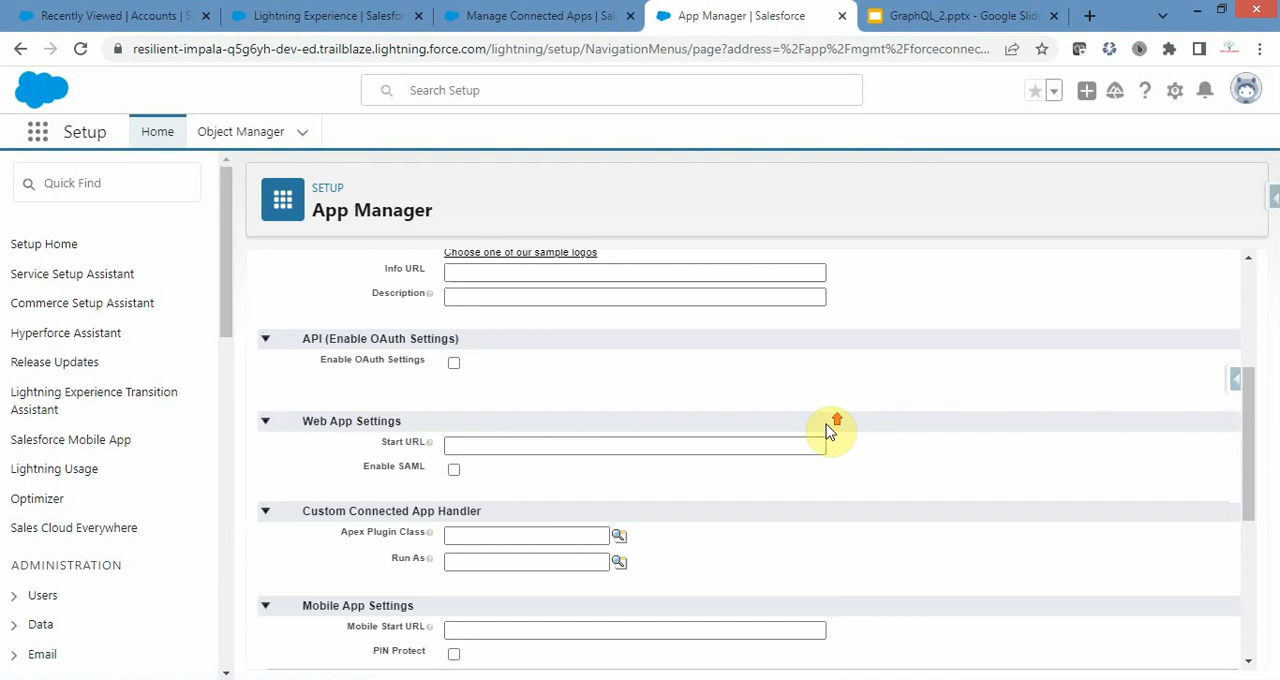 Recently Viewed | Accounts | S
Lightning Experience | Salesfor
Manage Connected Apps | Sal
App Manager | Salesforce
GraphQL_2.pptx - Google Slide
resilient-impala-q5g6yh-dev-ed.trailblaze.lightning.force.com/lightning/setup/NavigationMenus/page?address=%2Fapp%2Fmgmt%2Fforceconnec...
Search Setup
Setup
Home
Object Manager
Quick Find
Setup Home
Service Setup Assistant
Commerce Setup Assistant
Hyperforce Assistant
Release Updates
Lightning Experience Transition
Assistant
Salesforce Mobile App
Lightning Usage
Optimizer
Sales Cloud Everywhere
ADMINISTRATION
Users
Data
Email
SETUP
App Manager
Choose one of our sample logos
Info URL
Description
API (Enable OAuth Settings)
Enable OAuth Settings
Web App Settings
Start URL
Enable SAML
Custom Connected App Handler
Apex Plugin Class
Run As
Mobile App Settings
Mobile Start URL
PIN Protect